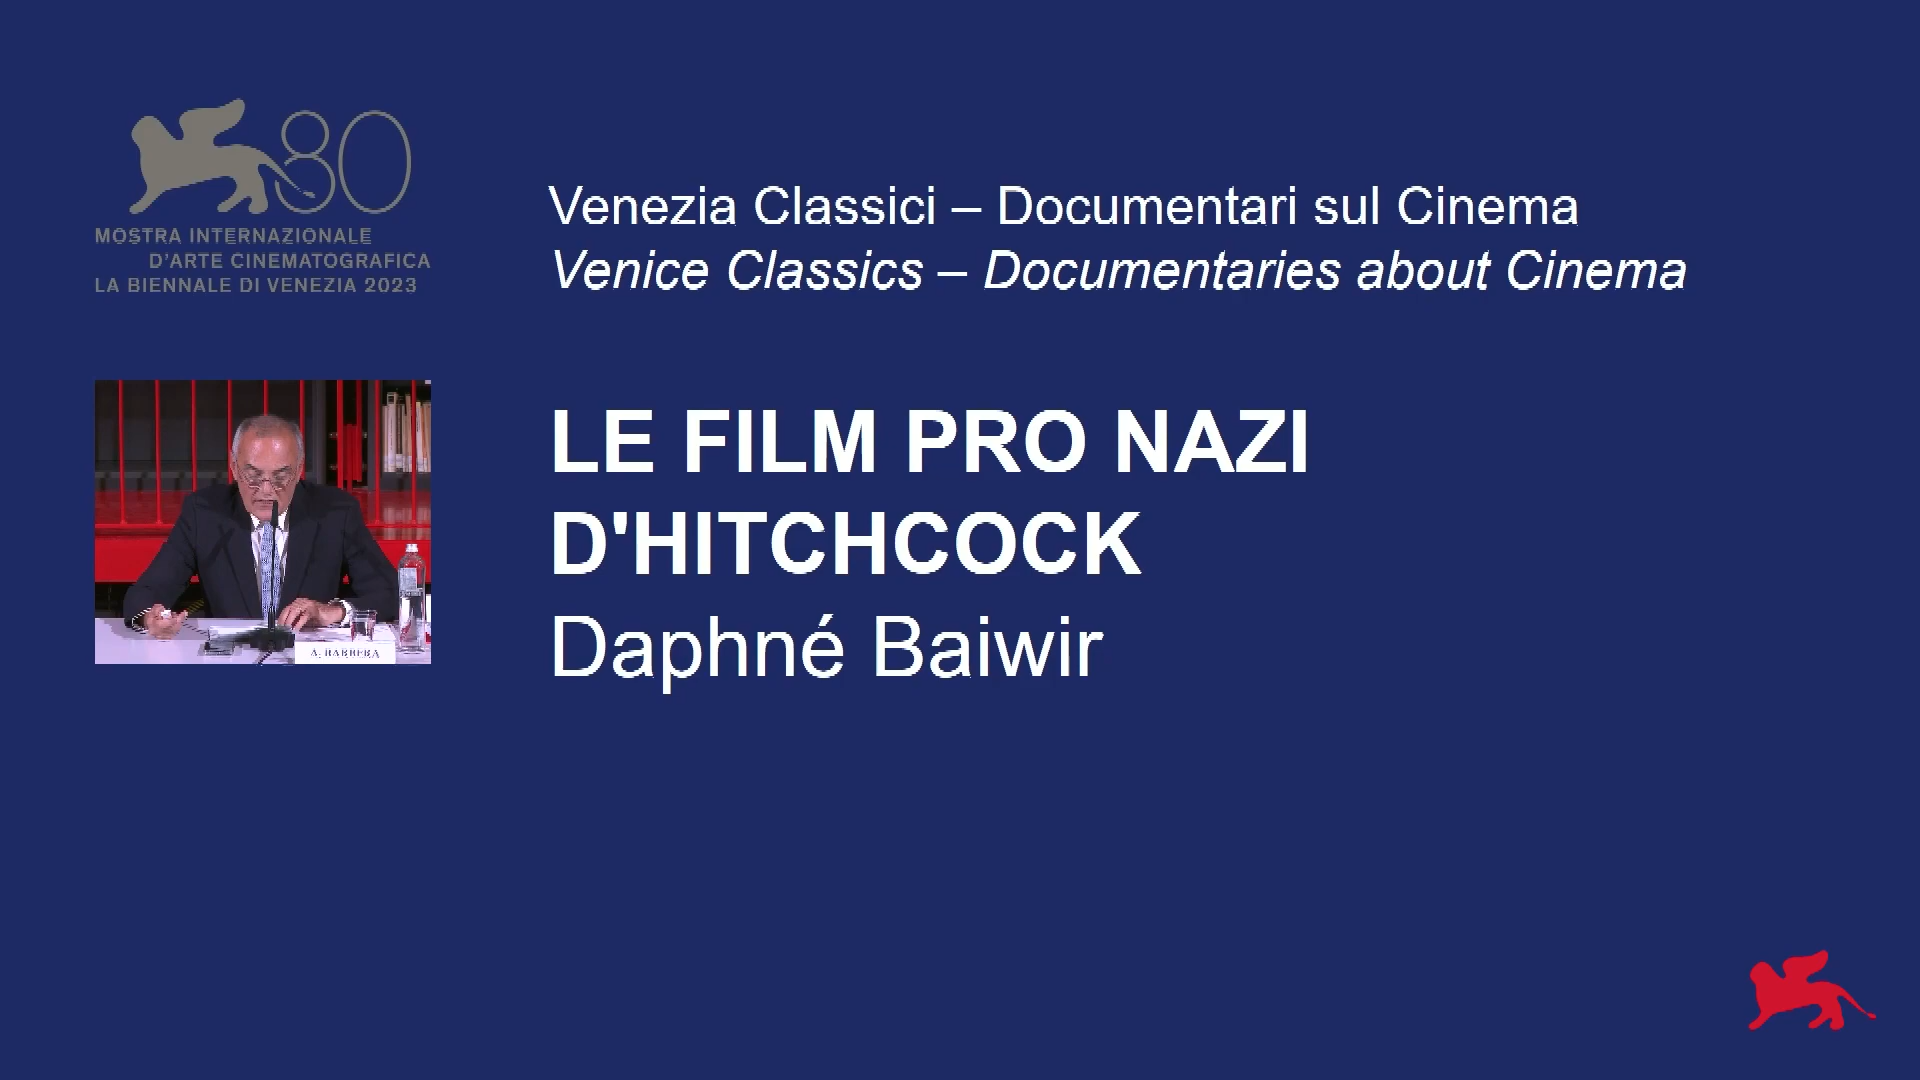 80
MOSTRA INTERNAZIONALE
D'ARTE CINEMATOGRAFICA
LA BIENNALE DI VENEZIA 2023
Venezia Classici – Documentari sul Cinema
Venice Classics – Documentaries about Cinema
LE FILM PRO NAZI
D'HITCHCOCK
Daphné Baiwir
A. BARBERA